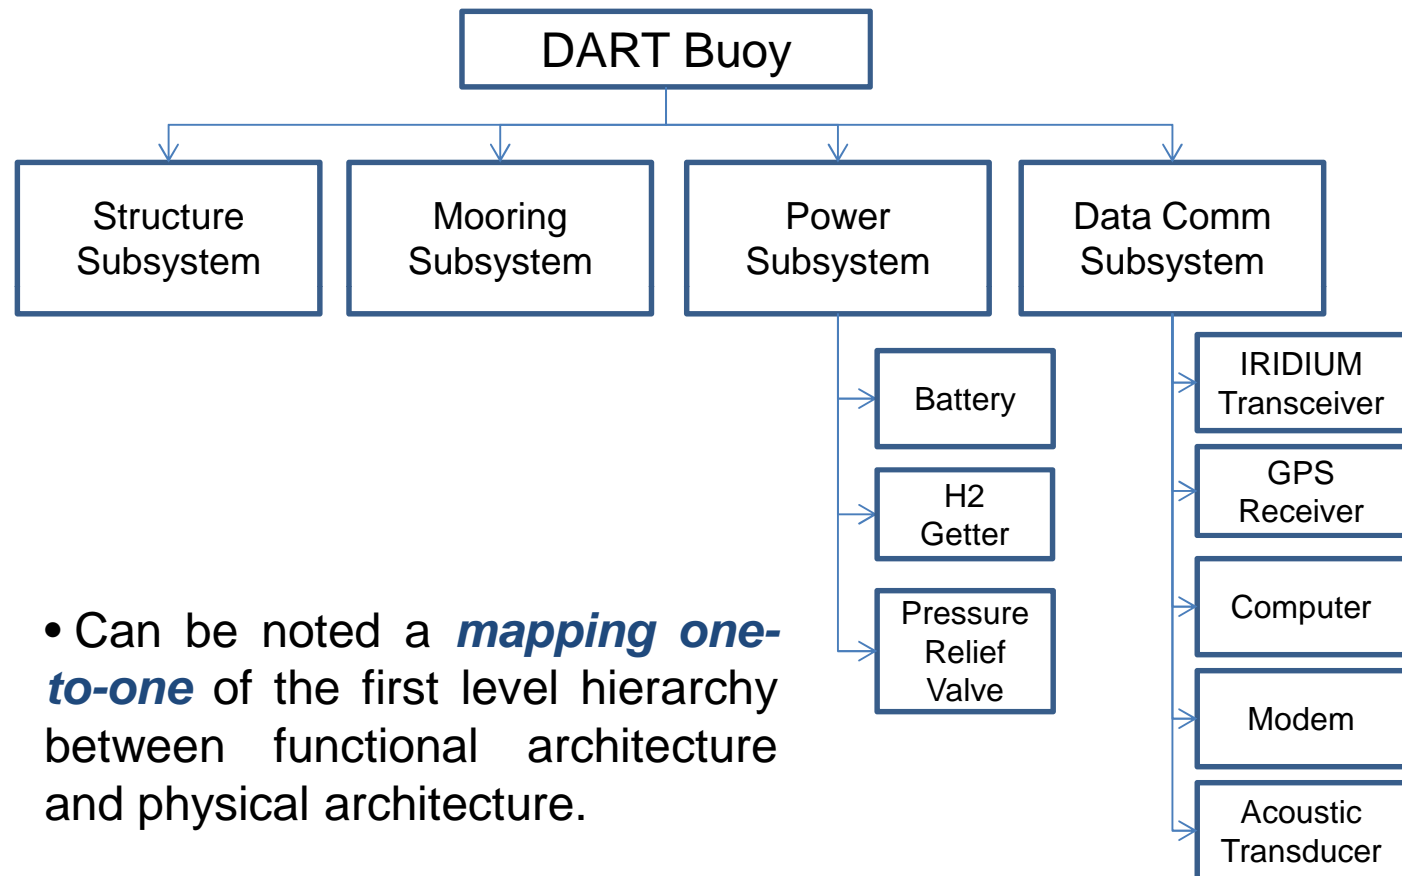 DART Buoy
Structure
Subsystem
Mooring
Subsystem
Power
Subsystem
Data Comm
Subsystem
Battery
H2
Getter
Pressure
Relief
Valve
IRIDIUM
Transceiver
GPS
Receiver
Computer
Modem
Acoustic
Transducer
• Can be noted a mapping one-
to-one of the first level hierarchy
between functional architecture
and physical architecture.